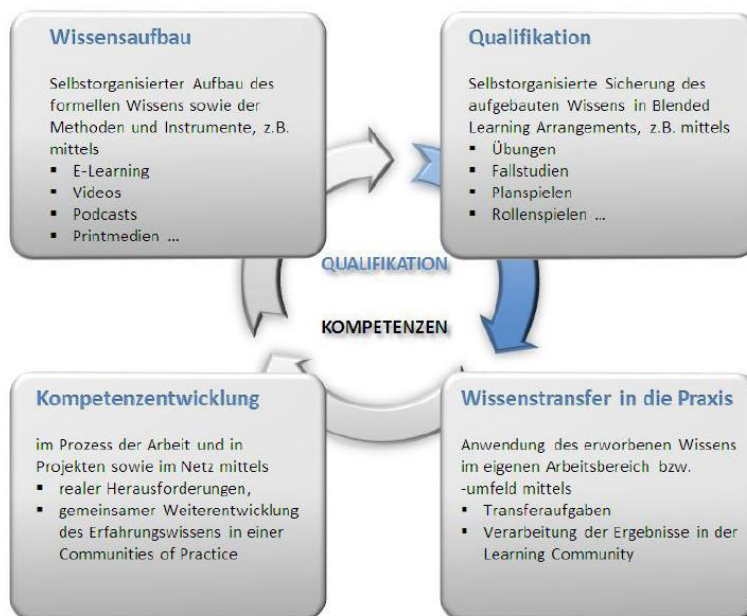 Wissensaufbau
Selbstorganisierter Aufbau des
formellen Wissens sowie der
Methoden und Instrumente, z.B.
mittels
▪ E-Learning
▪ Videos
▪ Podcasts
▪ Printmedien ...
Qualifikation
Selbstorganisierte Sicherung des
aufgebauten Wissens in Blended
Learning Arrangements, z.B. mittels
▪ Übungen
▪ Fallstudien
▪ Planspielen
▪ Rollenspielen ...
QUALIFIKATION
KOMPETENZEN
Kompetenzentwicklung
im Prozess der Arbeit und in
Projekten sowie im Netz mittels
▪ realer Herausforderungen,
▪ gemeinsamer Weiterentwicklung
des Erfahrungswissens in einer
Communities of Practice
Wissenstransfer in die Praxis
Anwendung des erworbenen Wissens
im eigenen Arbeitsbereich bzw.
-umfeld mittels
▪ Transferaufgaben
▪ Verarbeitung der Ergebnisse in der
Learning Community